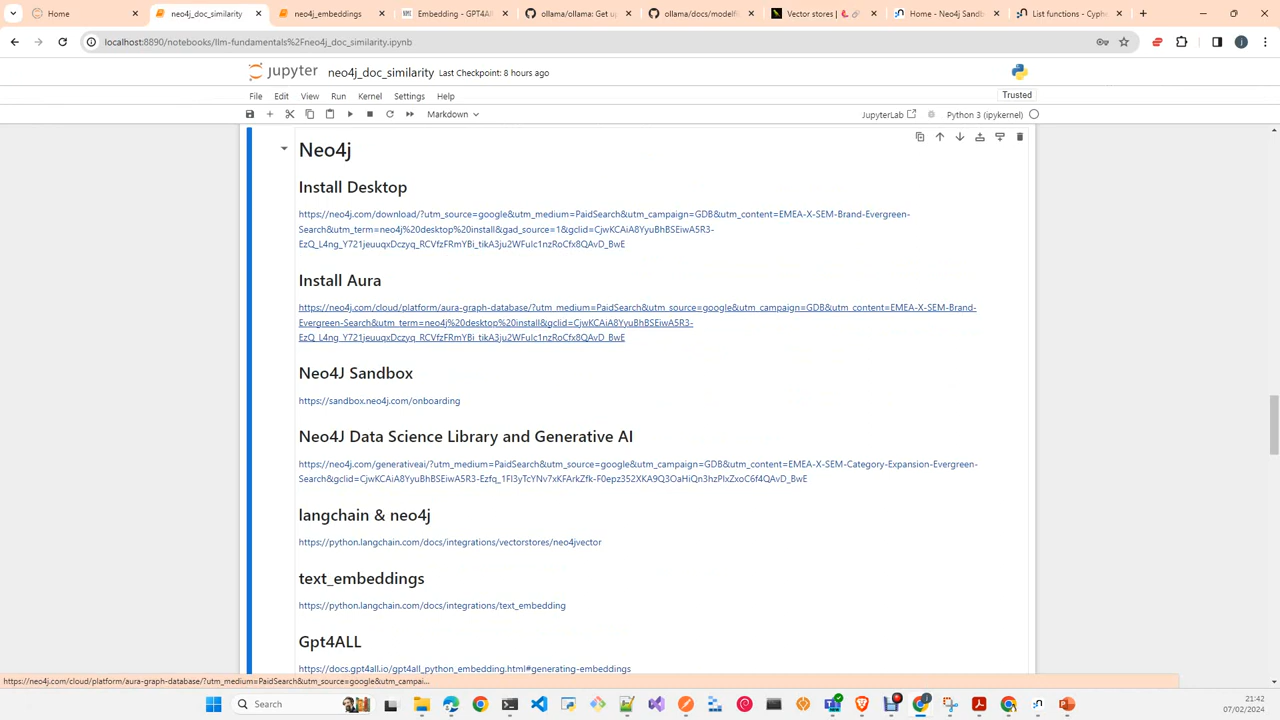 Home
neo4j_doc_similarity
neo4j_embeddings
Embedding - GPT4Al
ollama/ollama: Get u
ollama/docs/modelfi
Vector stores |
Home - Neo4j Sandb
List functions - Cyph
localhost:8890/notebooks/llm-fundamentals%2Fneo4j_doc_similarity.ipynb
jupyter neo4j_doc_similarity Last Checkpoint: 8 hours ago
Trusted
File Edit View Run Kernel Settings Help
Markdown
JupyterLab Python 3 (ipykernel)
Neo4j
Install Desktop
https://neo4j.com/download/?utm_source=google&utm_medium=PaidSearch&utm_campaign=GDB&utm_content=EMEA-X-SEM-Brand-Evergreen-
Search&utm_term=neo4j%20desktop%20install&gad_source=1&gclid=CjwKCAiA8YyuBhBSEiwA5R3-
EzQ_L4ng_Y721jeuuqxDczyq_RCVfzFRmYBi_tikA3ju2WFuIc1nzRoCfx8QAvD_BwE
Install Aura
https://neo4j.com/cloud/platform/aura-graph-database/?utm_medium=PaidSearch&utm_source=google&utm_campaign=GDB&utm_content=EMEA-X-SEM-Brand-
Evergreen-Search&utm_term=neo4j%20desktop%20install&gclid=CjwKCAiA8YyuBhBSEiwA5R3-
EzQ_L4ng_Y721jeuuqxDczyq_RCVfzFRmYBi_tikA3ju2WFuIc1nzRoCfx8QAvD_BwE
Neo4J Sandbox
https://sandbox.neo4j.com/onboarding
Neo4J Data Science Library and Generative AI
https://neo4j.com/generativeai/?utm_medium=PaidSearch&utm_source=google&utm_campaign=GDB&utm_content=EMEA-X-SEM-Category-Expansion-Evergreen-
Search&gclid=CjwKCAiA8YyuBhBSEiwA5R3-Ezfq_1Fl3yTcYNv7xKFArkZfk-F0epz352XKA9Q3OaHiQn3hzPIxZxoC6f4QAvD_BwE
langchain & neo4j
https://python.langchain.com/docs/integrations/vectorstores/neo4jvector
text_embeddings
https://python.langchain.com/docs/integrations/text_embedding
Gpt4ALL
https://docs.gpt4all.io/gpt4all_python_embedding.html#generating-embeddings
https://neo4j.com/cloud/platform/aura-graph-database/?utm_medium=PaidSearch&utm_source=google&utm_campai...
Search
21:42
07/02/2024